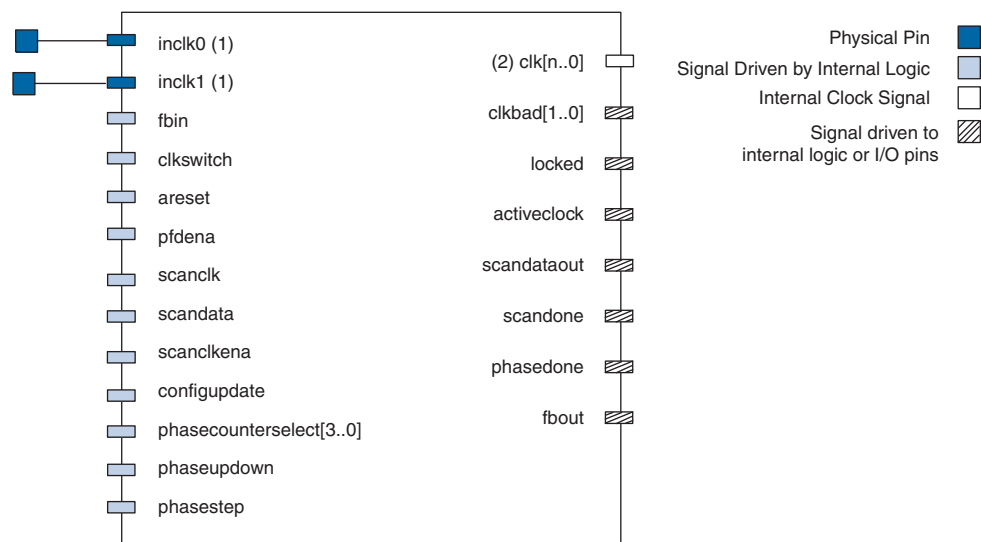 inclk0 (1)
inclk1 (1)
fbin
clkswitch
areset
pfdena
scanclk
scandata
scanclkena
configupdate
phasecounterselect[3..0]
phaseupdown
phasestep
(2) clk[n..0]
clkbad[1..0]
locked
activeclock
scandataout
scandone
phasedone
fbout
Physical Pin
Signal Driven by Internal Logic
Internal Clock Signal
Signal driven to
internal logic or I/O pins